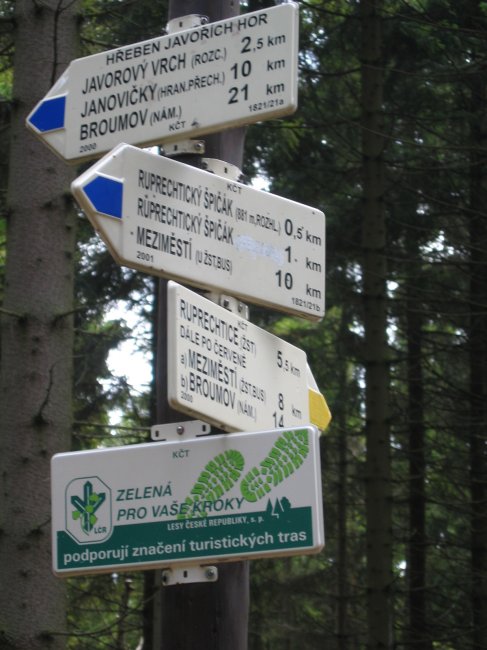 HŘEBEN JAVOŘÍCH HOR
JAVOROVÝ VRCH (ROZC.) 2,5 km
JANOVIČKY (HRAN.PŘECH.) 10 km
BROUMOV (NÁM.) 21 km
2000 KČT 1821/21a
KČT
RUPRECHTICKÝ ŠPIČÁK (881 m,ROZHL.) 0,5 km
RUPRECHTICKÝ ŠPIČÁK 1 km
MEZIMĚSTÍ (U ŽST,BUS) 10 km
2001 1821/21b
KČT
RUPRECHTICE (ŽST) 5,5 km
DÁLE PO ČERVENÉ
a) MEZIMĚSTÍ (ŽST,BUS) 8 km
b) BROUMOV (NÁM.) 14
2000
KČT
ZELENÁ
PRO VAŠE KROKY
LČR
LESY ČESKÉ REPUBLIKY, s. p.
podporují značení turistických tras